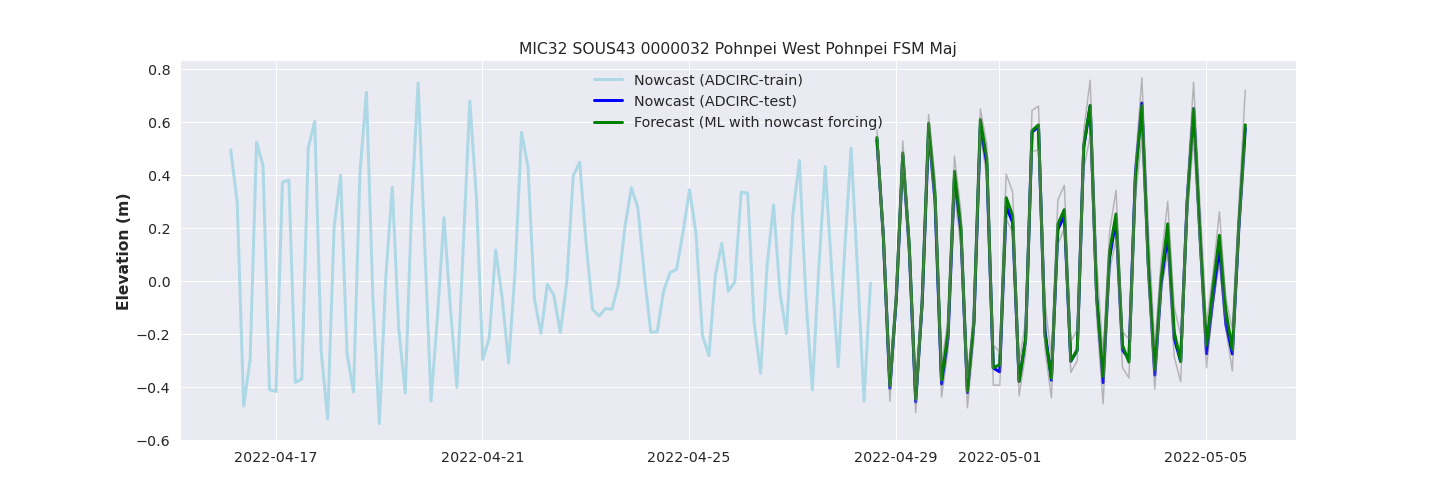 MIC32 SOUS43 0000032 Pohnpei West Pohnpei FSM Maj
Nowcast (ADCIRC-train)
Nowcast (ADCIRC-test)
Forecast (ML with nowcast forcing)
Elevation (m)
0.8
0.6
0.4
0.2
0.0
−0.2
−0.4
−0.6
2022-04-17 2022-04-21 2022-04-25 2022-04-29 2022-05-01 2022-05-05